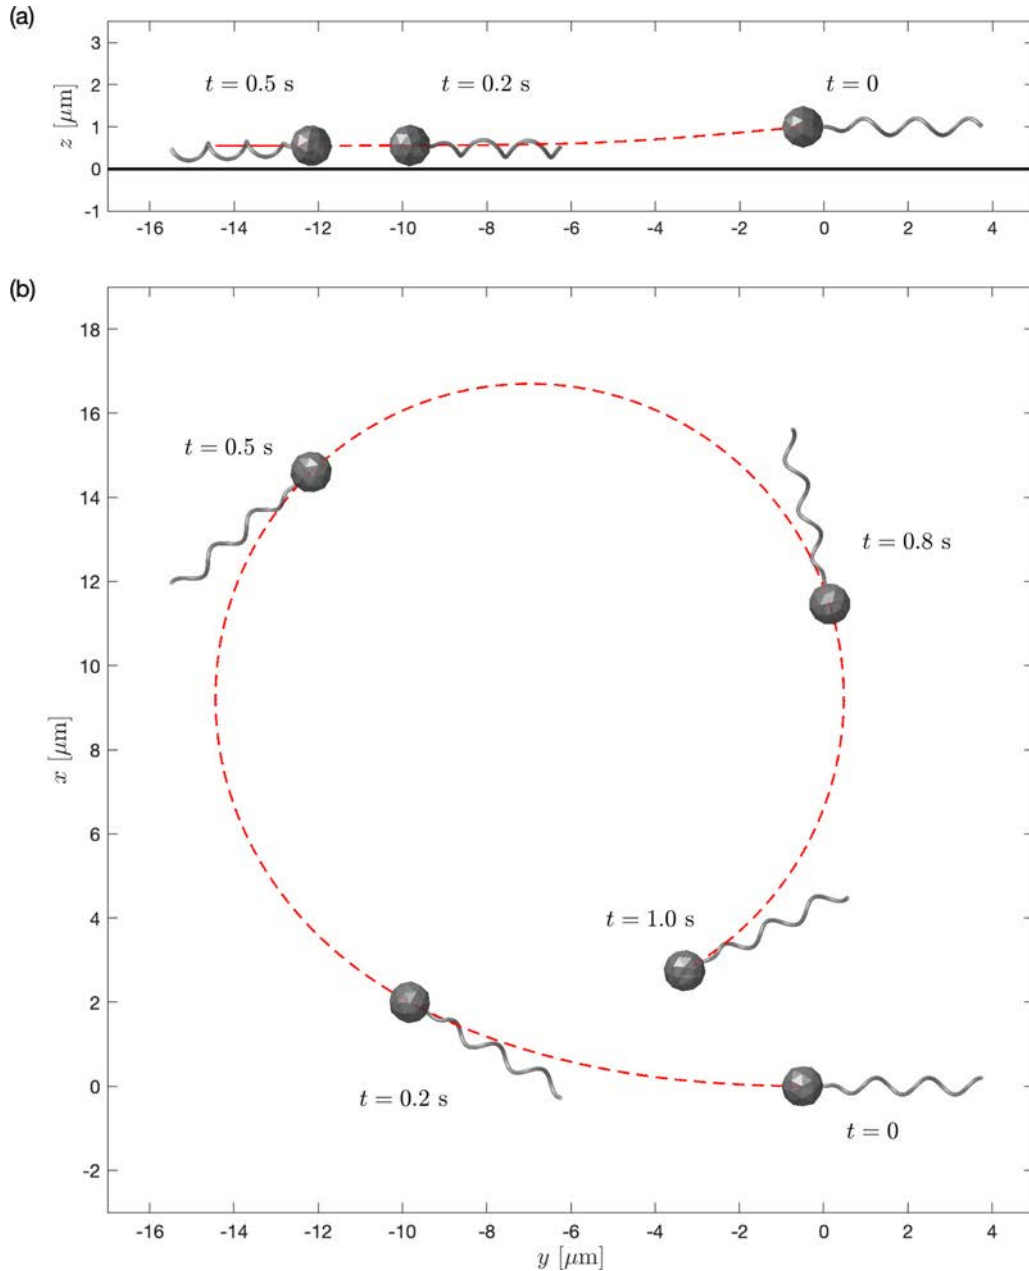 (a)
z [μm]
3
2
1
0
-1
t = 0.5 s
t = 0.2 s
t = 0
-16 -14 -12 -10 -8 -6 -4 -2 0 2 4
(b)
x [μm]
18
16
14
12
10
8
6
4
2
0
-2
t = 0.5 s
t = 0.8 s
t = 1.0 s
t = 0.2 s
t = 0
-16 -14 -12 -10 -8 -6 -4 -2 0 2 4
y [μm]